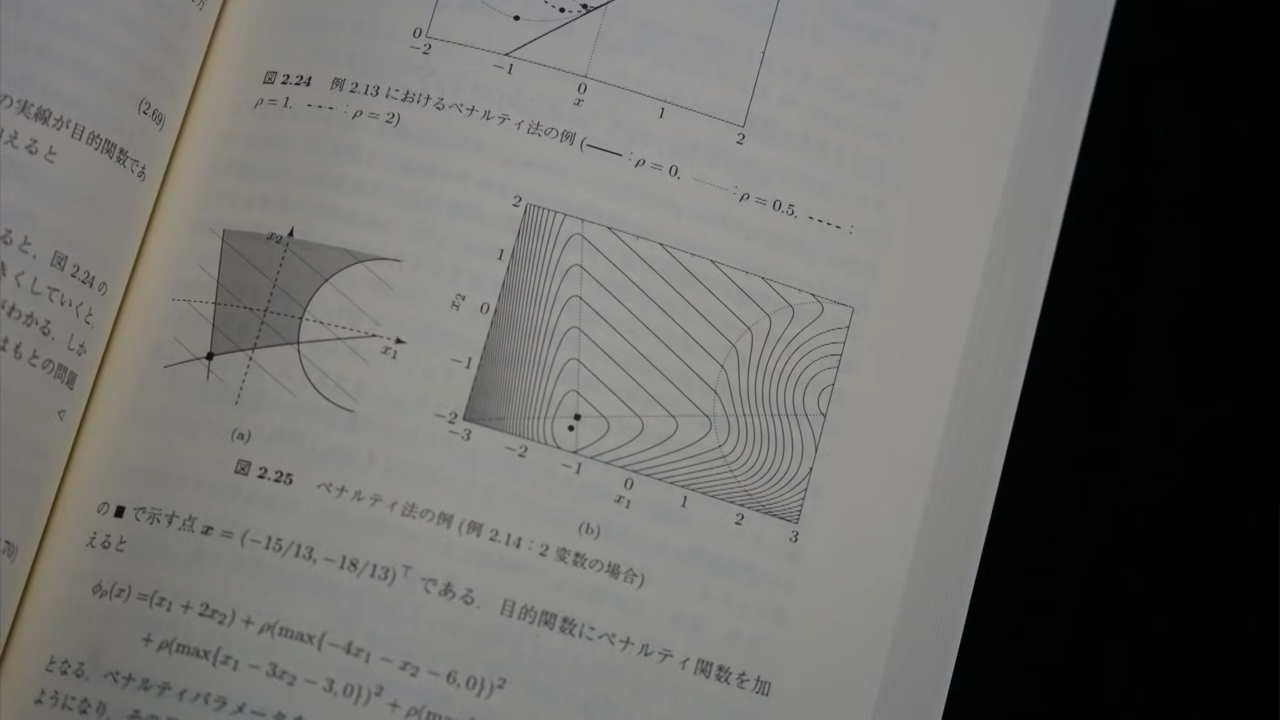 (2.69)
の実線が目的関数であ
えると
ると，図 2.24 の
きくしていくと，
がわかる．しか
はもとの問題
◁
.70)
0
−2
−1
0
x
1
2
図 2.24 例 2.13 におけるペナルティ法の例 (—— : ρ = 0. ········ : ρ = 0.5. ---- :
ρ = 1. --- : ρ = 2)
x₂
x₁
(a)
2
1
0
x₂
−1
−2
−3
−2
−1
0
x₁
1
2
3
(b)
図 2.25 ペナルティ法の例 (例 2.14 : 2 変数の場合)
の ■ で示す点 x = (−15/13, −18/13)⊤ である． 目的関数にペナルティ関数を加
えると
ϕρ(x) =(x₁ + 2x₂) + ρ(max{−4x₁ − x₂ − 6, 0})²
+ ρ(max{x₁ − 3x₂ − 3, 0})² + ρ(m
となる．ペナルティパラメータ
ようになり，その